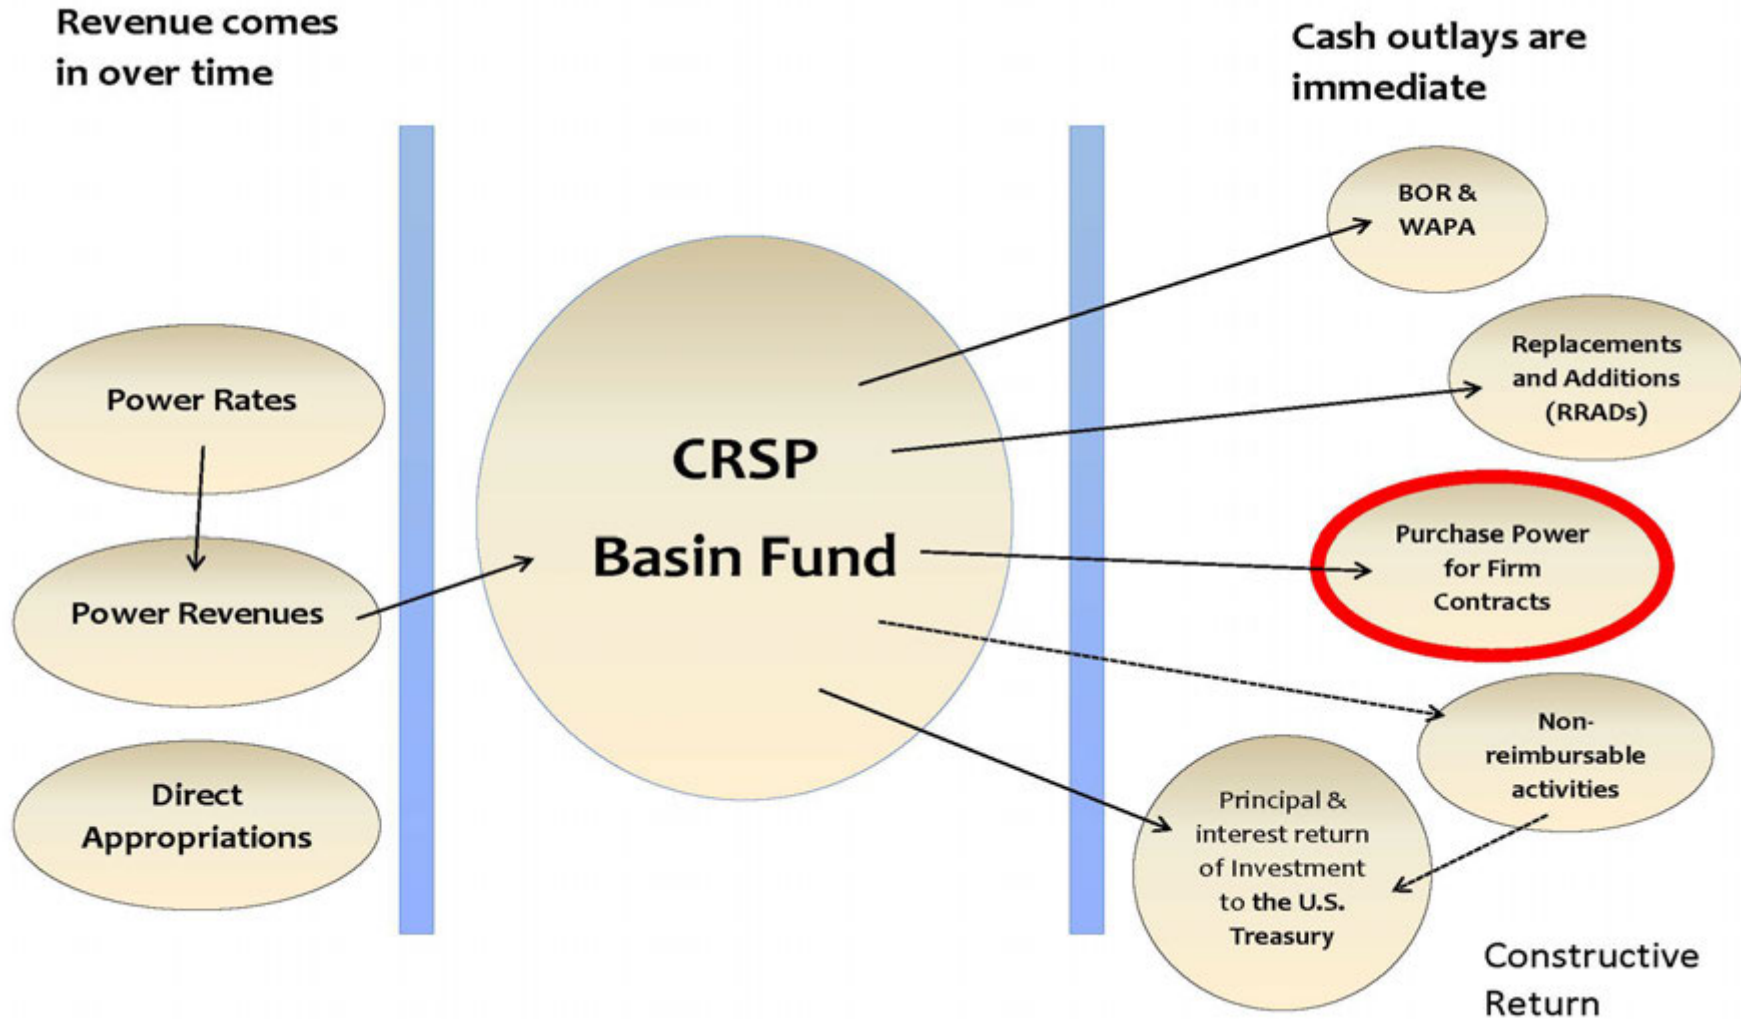 Revenue comes
in over time
Cash outlays are
immediate
Power Rates
Power Revenues
Direct
Appropriations
CRSP
Basin Fund
BOR &
WAPA
Replacements
and Additions
(RRADs)
Purchase Power
for Firm
Contracts
Non-
reimbursable
activities
Principal &
interest return
of Investment
to the U.S.
Treasury
Constructive
Return